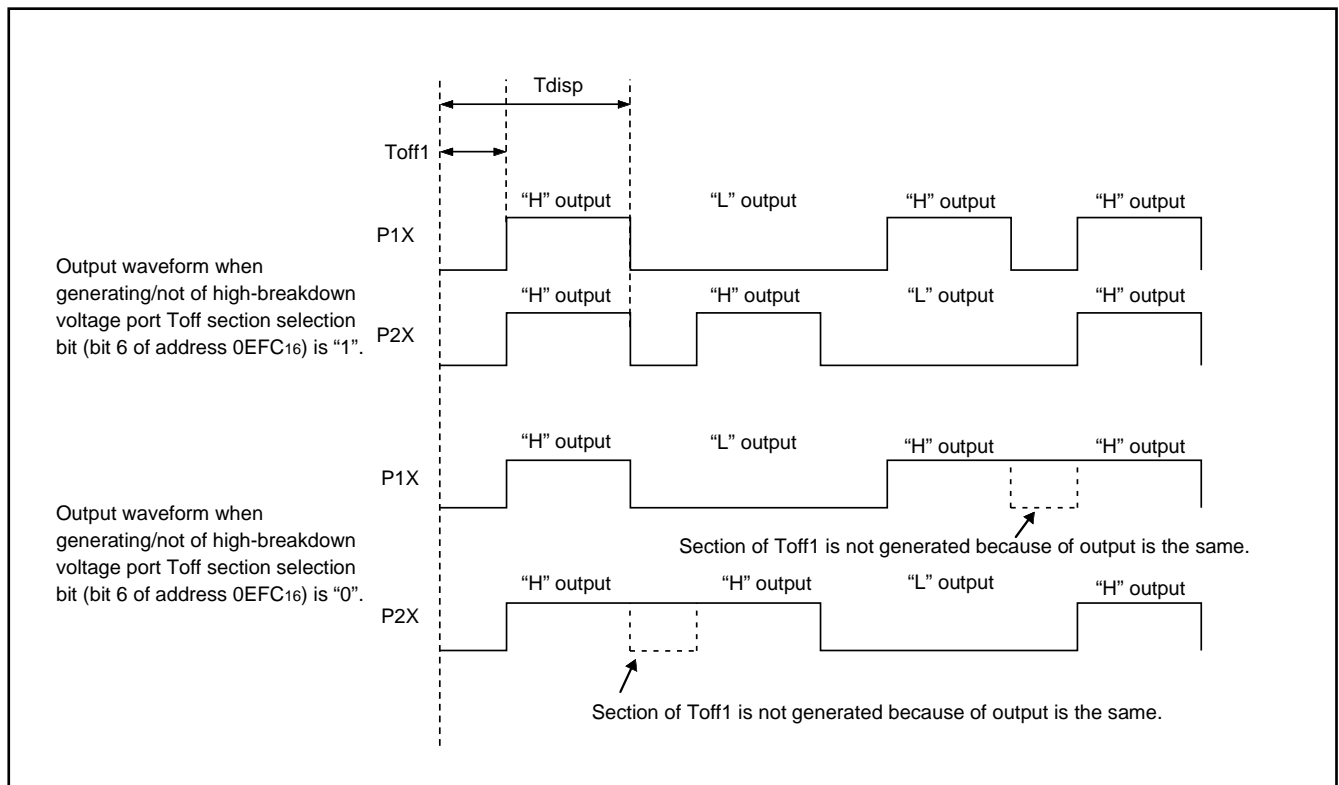 Tdisp
Toff1
“H” output “L” output “H” output “H” output
P1X
Output waveform when
generating/not of high-breakdown
voltage port Toff section selection
bit (bit 6 of address 0EFC16) is “1”.
“H” output “H” output “L” output “H” output
P2X
“H” output “L” output “H” output “H” output
P1X
Section of Toff1 is not generated because of output is the same.
Output waveform when
generating/not of high-breakdown
voltage port Toff section selection
bit (bit 6 of address 0EFC16) is “0”.
“H” output “H” output “L” output “H” output
P2X
Section of Toff1 is not generated because of output is the same.